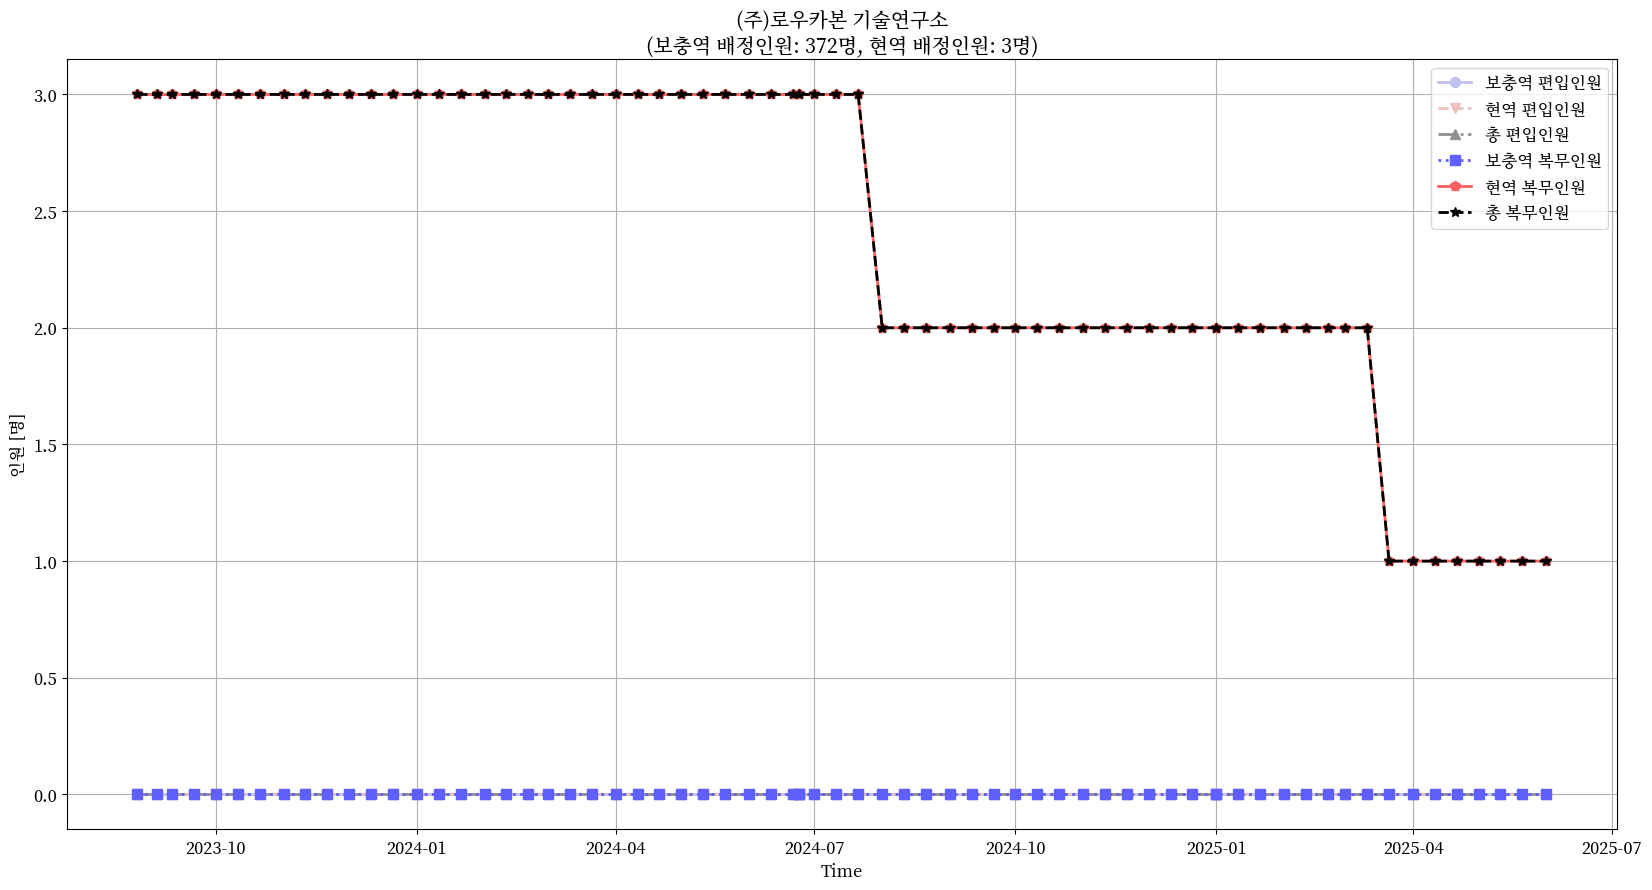 (주)로우카본 기술연구소
(보충역 배정인원: 372명, 현역 배정인원: 3명)
보충역 편입인원
현역 편입인원
총 편입인원
보충역 복무인원
현역 복무인원
총 복무인원
인원 [명]
3.0
2.5
2.0
1.5
1.0
0.5
0.0
2023-10
2024-01
2024-04
2024-07
2024-10
2025-01
2025-04
2025-07
Time